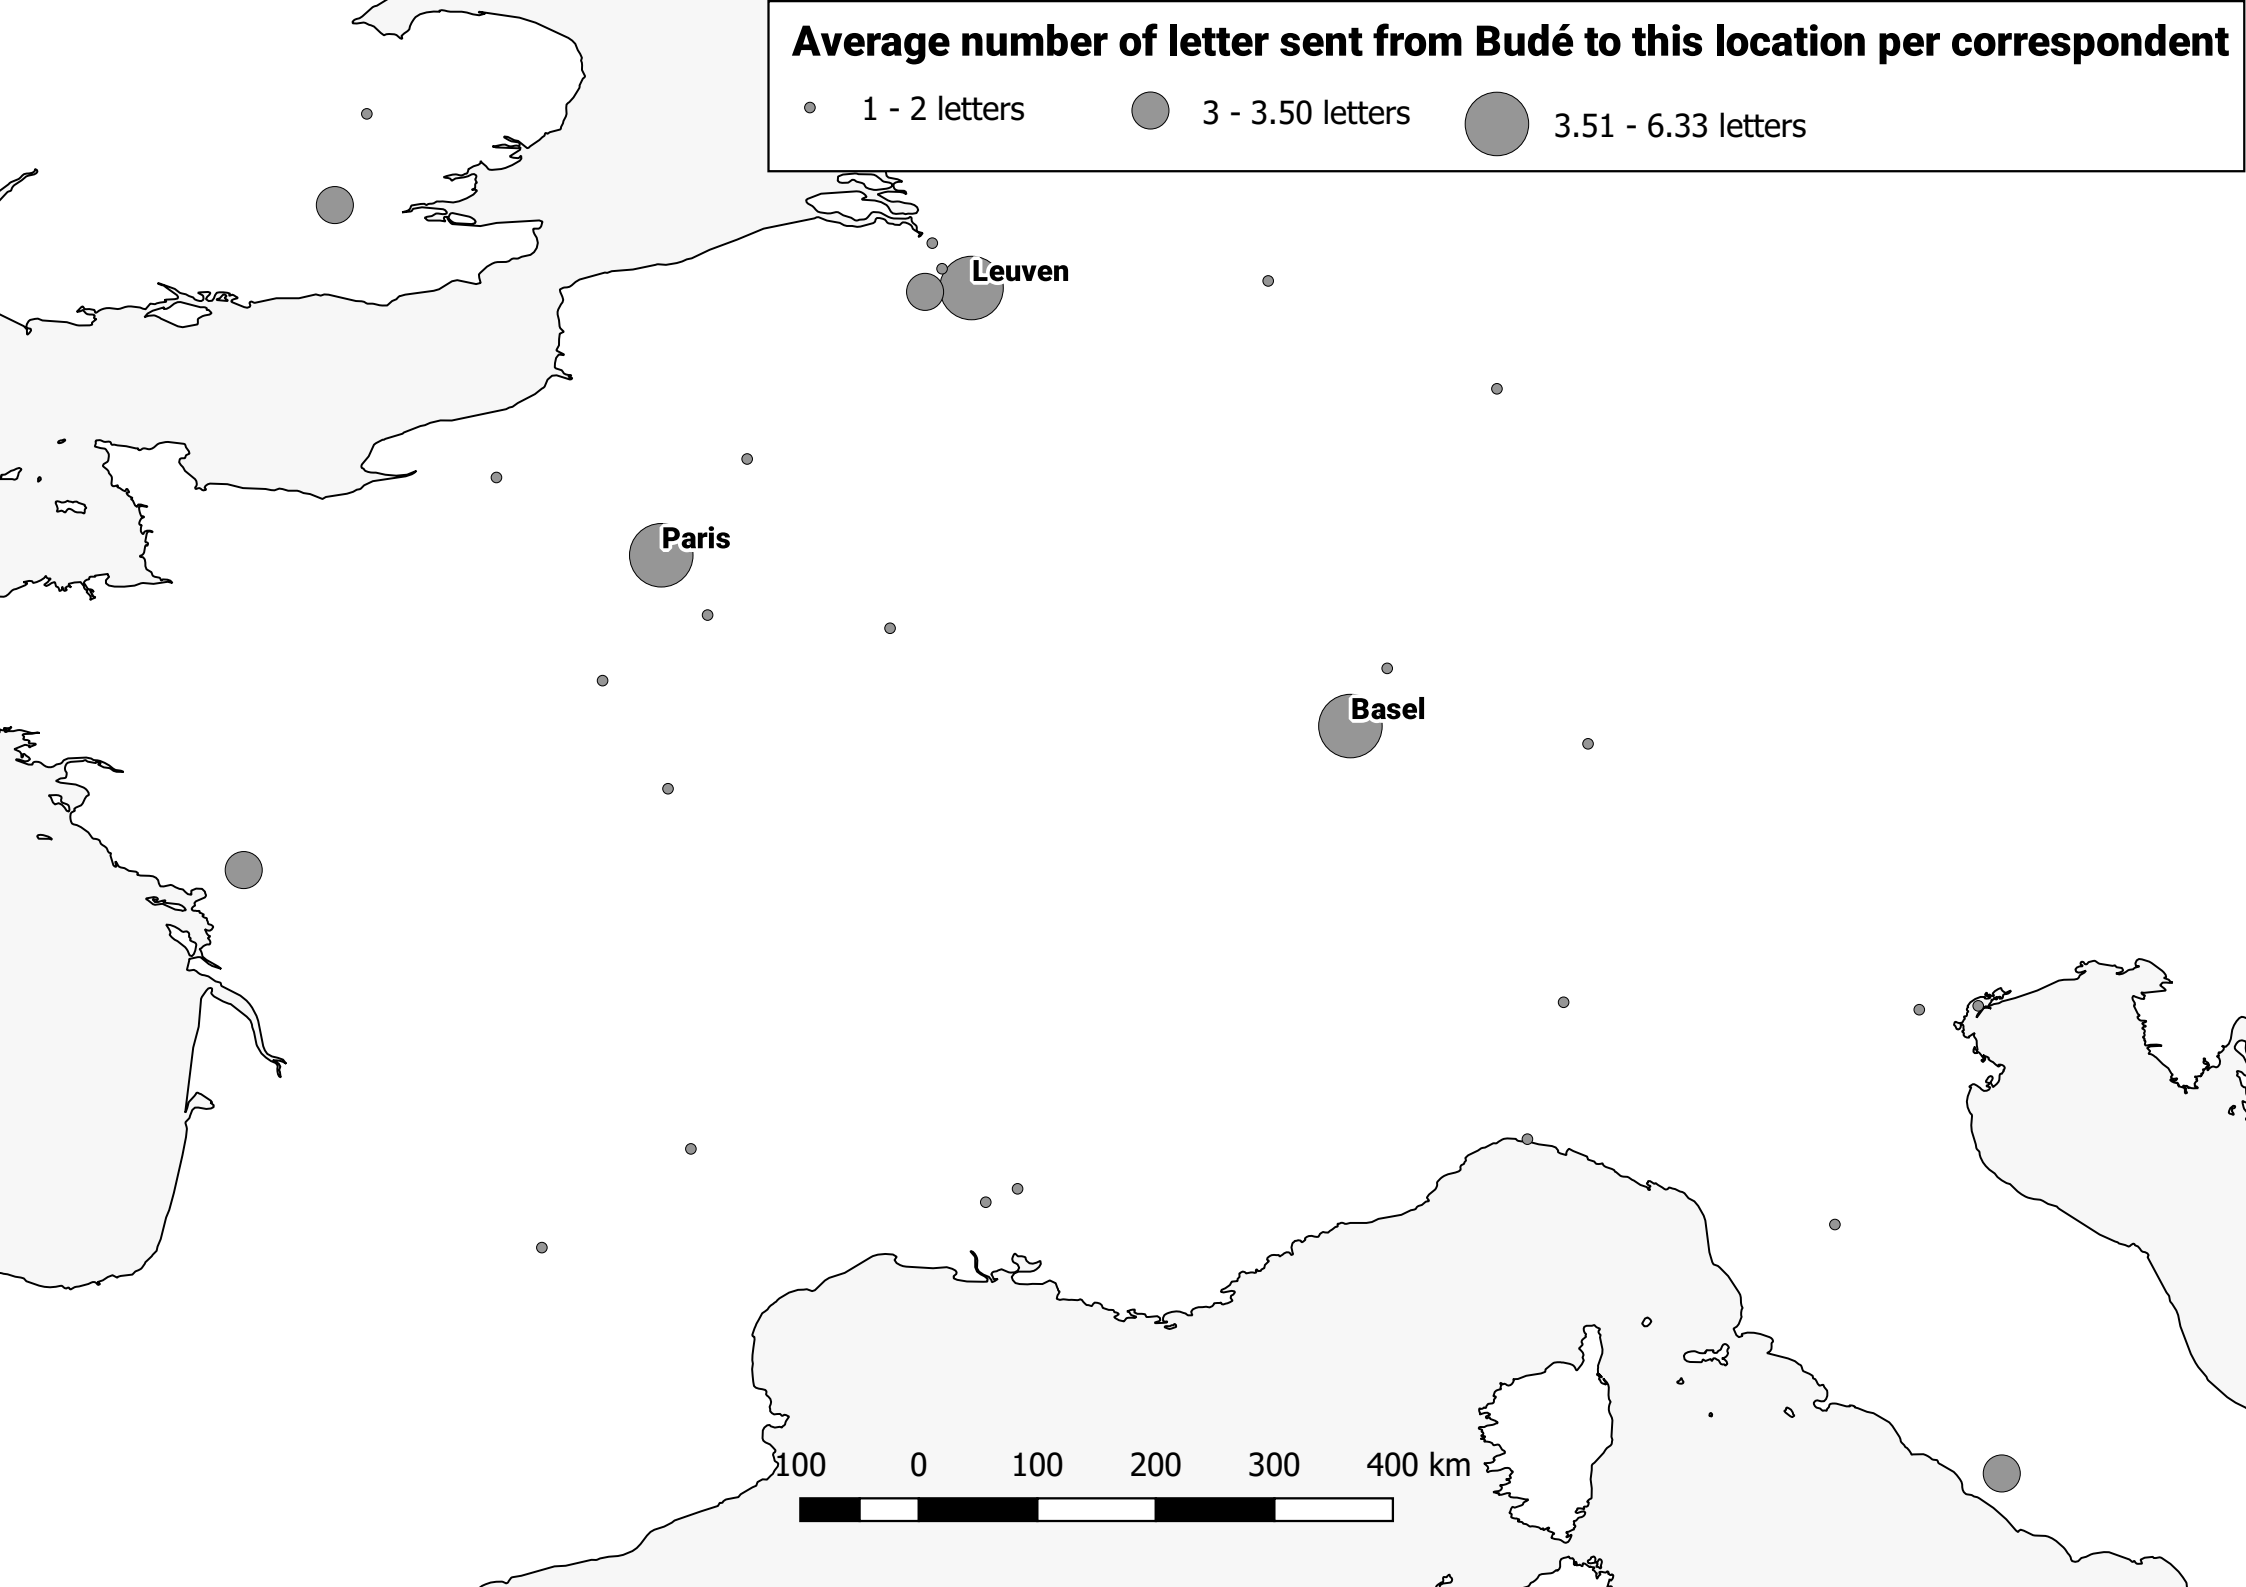 Average number of letter sent from Budé to this location per correspondent
1 - 2 letters
3 - 3.50 letters
3.51 - 6.33 letters
Leuven
Paris
Basel
100 0 100 200 300 400 km